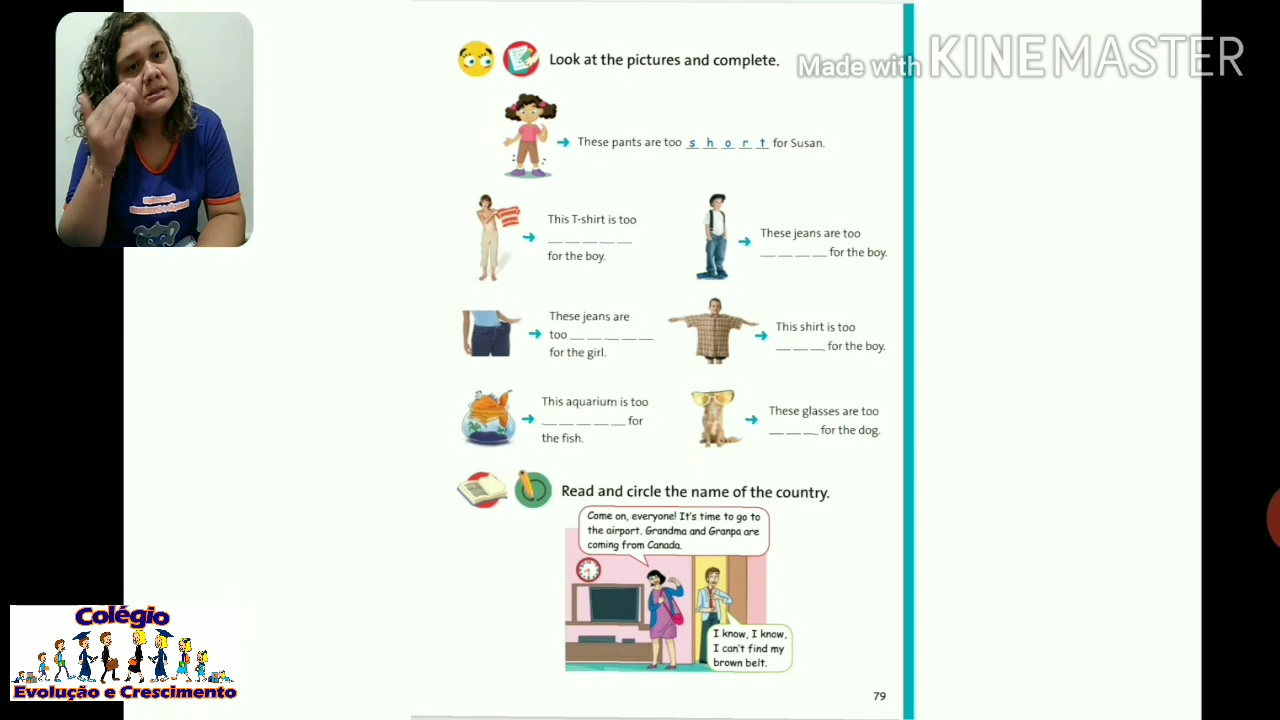 Look at the pictures and complete.
Made with KINEMASTER
These pants are too s h o r t for Susan.
This T-shirt is too
_ _ _ _ _
for the boy.
These jeans are too
_ _ _ _ for the boy.
These jeans are
too _ _ _ _ _
for the girl.
This shirt is too
_ _ _ for the boy.
This aquarium is too
_ _ _ _ _ for
the fish.
These glasses are too
_ _ _ for the dog.
Read and circle the name of the country.
Come on, everyone! It's time to go to
the airport. Grandma and Granpa are
coming from Canada.
I know, I know,
I can't find my
brown belt.
79
Colégio
Evolução e Crescimento